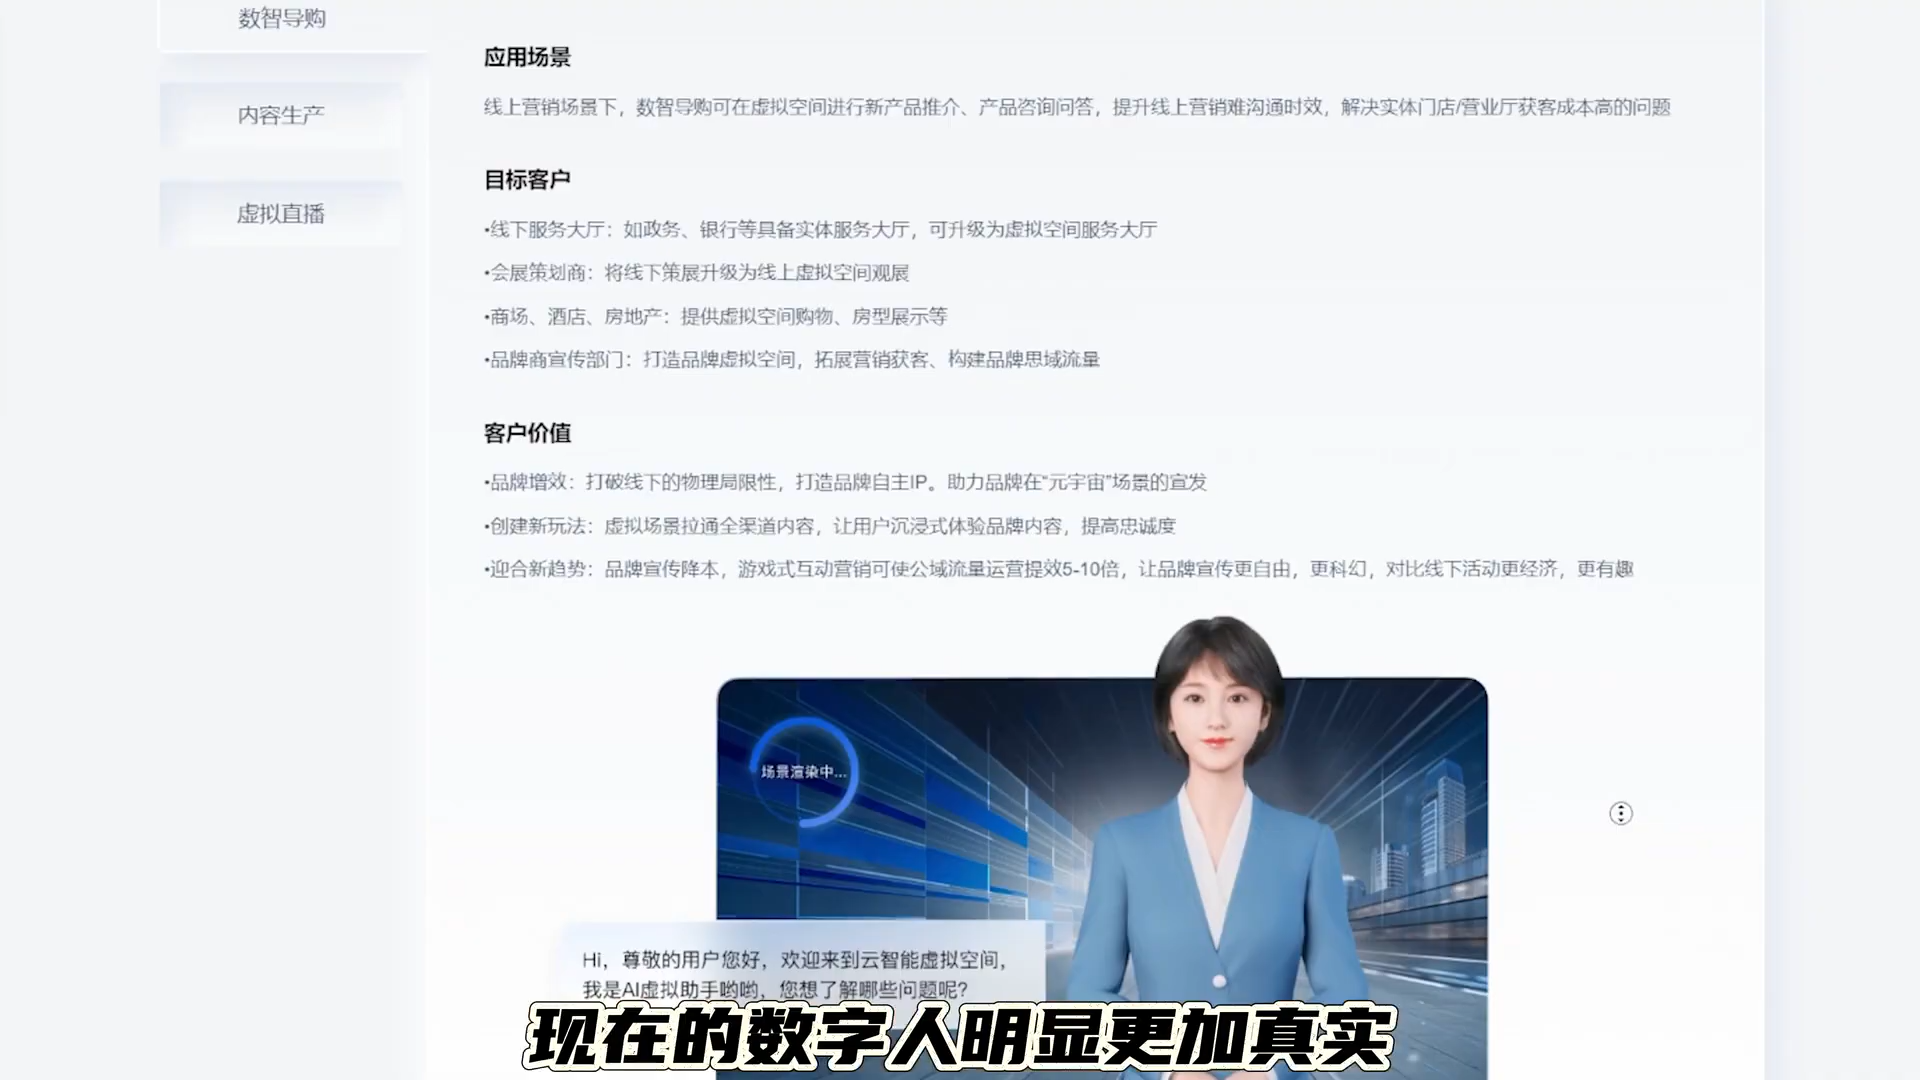 数智导购
内容生产
虚拟直播
应用场景
线上营销场景下，数智导购可在虚拟空间进行新产品推介、产品咨询问答，提升线上营销难沟通时效，解决实体门店/营业厅获客成本高的问题
目标客户
•线下服务大厅：如政务、银行等具备实体服务大厅，可升级为虚拟空间服务大厅
•会展策划商：将线下策展升级为线上虚拟空间观展
•商场、酒店、房地产：提供虚拟空间购物、房型展示等
•品牌商宣传部门：打造品牌虚拟空间，拓展营销获客、构建品牌思域流量
客户价值
•品牌增效：打破线下的物理局限性，打造品牌自主IP。助力品牌在“元宇宙”场景的宣发
•创建新玩法：虚拟场景拉通全渠道内容，让用户沉浸式体验品牌内容，提高忠诚度
•迎合新趋势：品牌宣传降本，游戏式互动营销可使公域流量运营提效5-10倍，让品牌宣传更自由，更科幻，对比线下活动更经济，更有趣
场景渲染中...
Hi，尊敬的用户您好，欢迎来到云智能虚拟空间，
我是AI虚拟助手哟哟，您想了解哪些问题呢？
现在的数字人明显更加真实